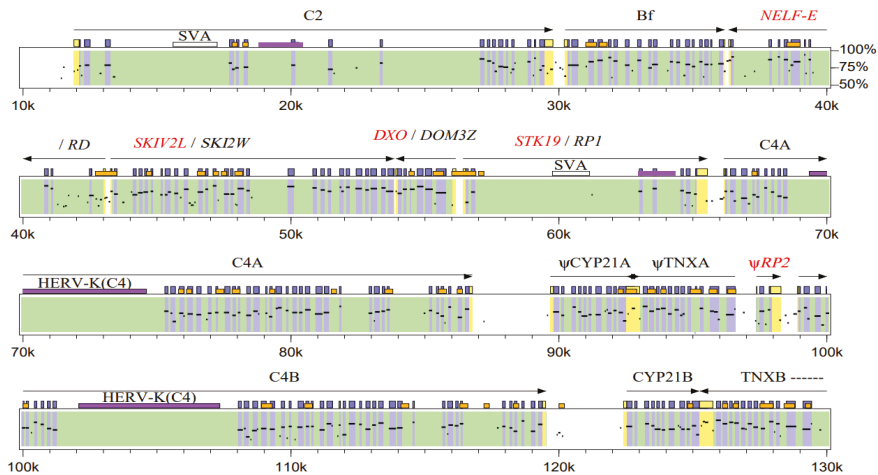 C2 Bf NELF-E
SVA
100%
75%
50%
10k 20k 30k 40k
/ RD SKIV2L / SKI2W DXO / DOM3Z STK19 / RP1 C4A
SVA
40k 50k 60k 70k
C4A ψCYP21A ψTNXA ψRP2
HERV-K(C4)
70k 80k 90k 100k
C4B CYP21B TNXB ------
HERV-K(C4)
100k 110k 120k 130k